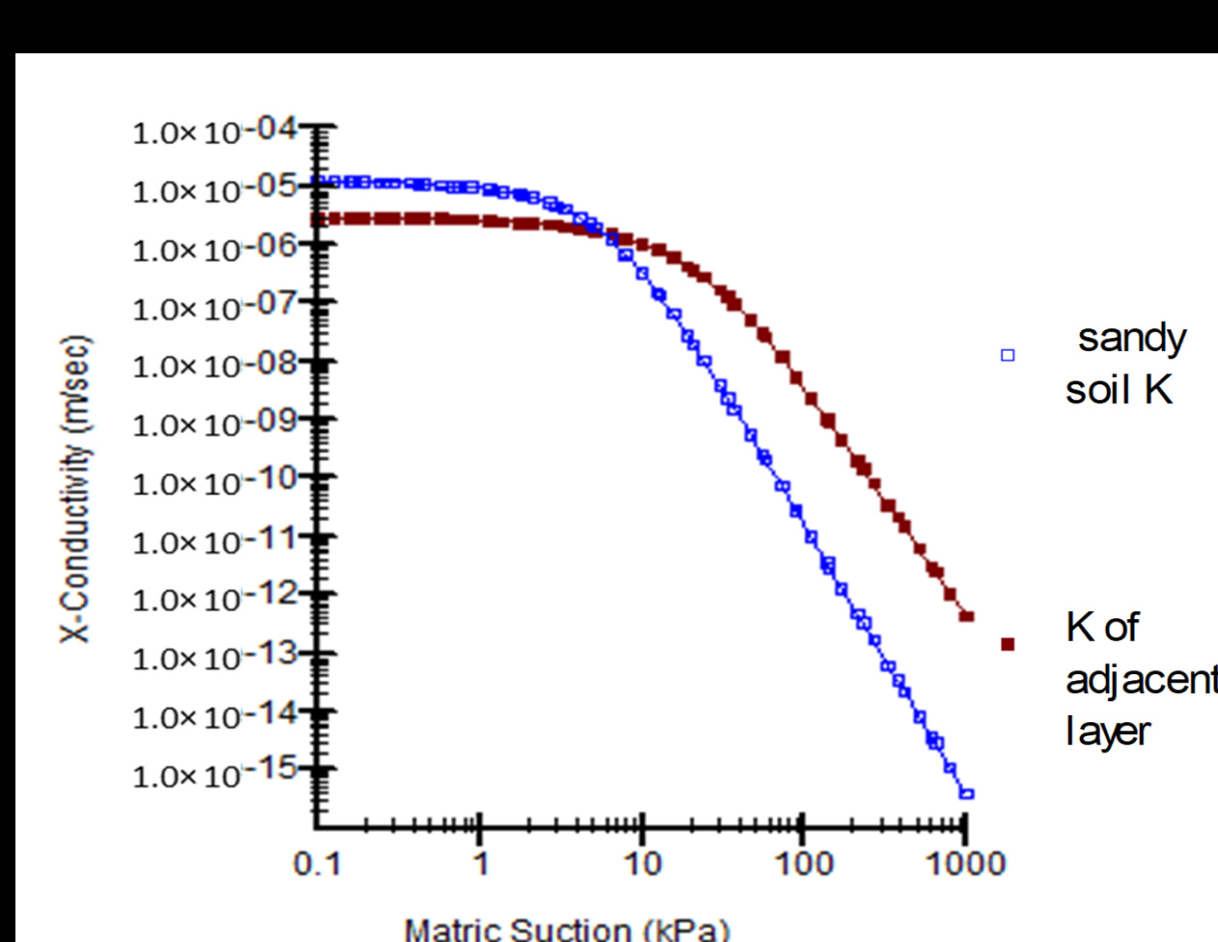 1.0×10-04
1.0×10-05
1.0×10-06
1.0×10-07
1.0×10-08
1.0×10-09
1.0×10-10
1.0×10-11
1.0×10-12
1.0×10-13
1.0×10-14
1.0×10-15
X-Conductivity (m/sec)
0.1 1 10 100 1000
Matric Suction (kPa)
sandy
soil K
K of
adjacent
layer